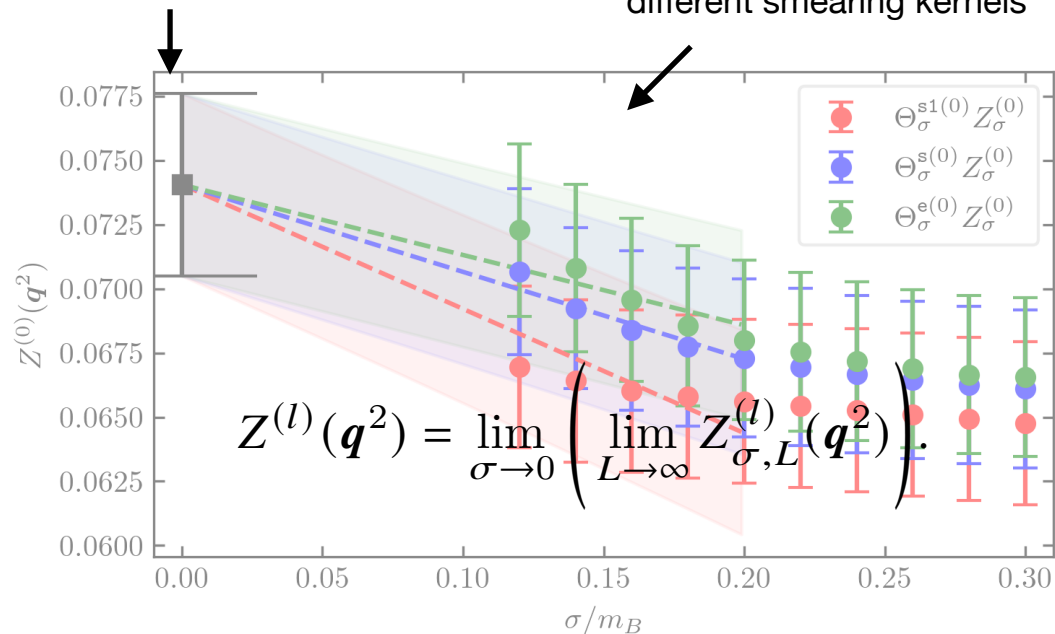 different smearing kernels
0.0775
0.0750
0.0725
0.0700
0.0675
0.0650
0.0625
0.0600
Z^{(0)}(q^2)
Θ_σ^{s1(0)} Z_σ^{(0)}
Θ_σ^{s(0)} Z_σ^{(0)}
Θ_σ^{e(0)} Z_σ^{(0)}
Z^{(l)}(q^2) = lim_{σ→0} ( lim_{L→∞} Z_{σ,L}^{(l)}(q^2) ).
0.00 0.05 0.10 0.15 0.20 0.25 0.30
σ/m_B